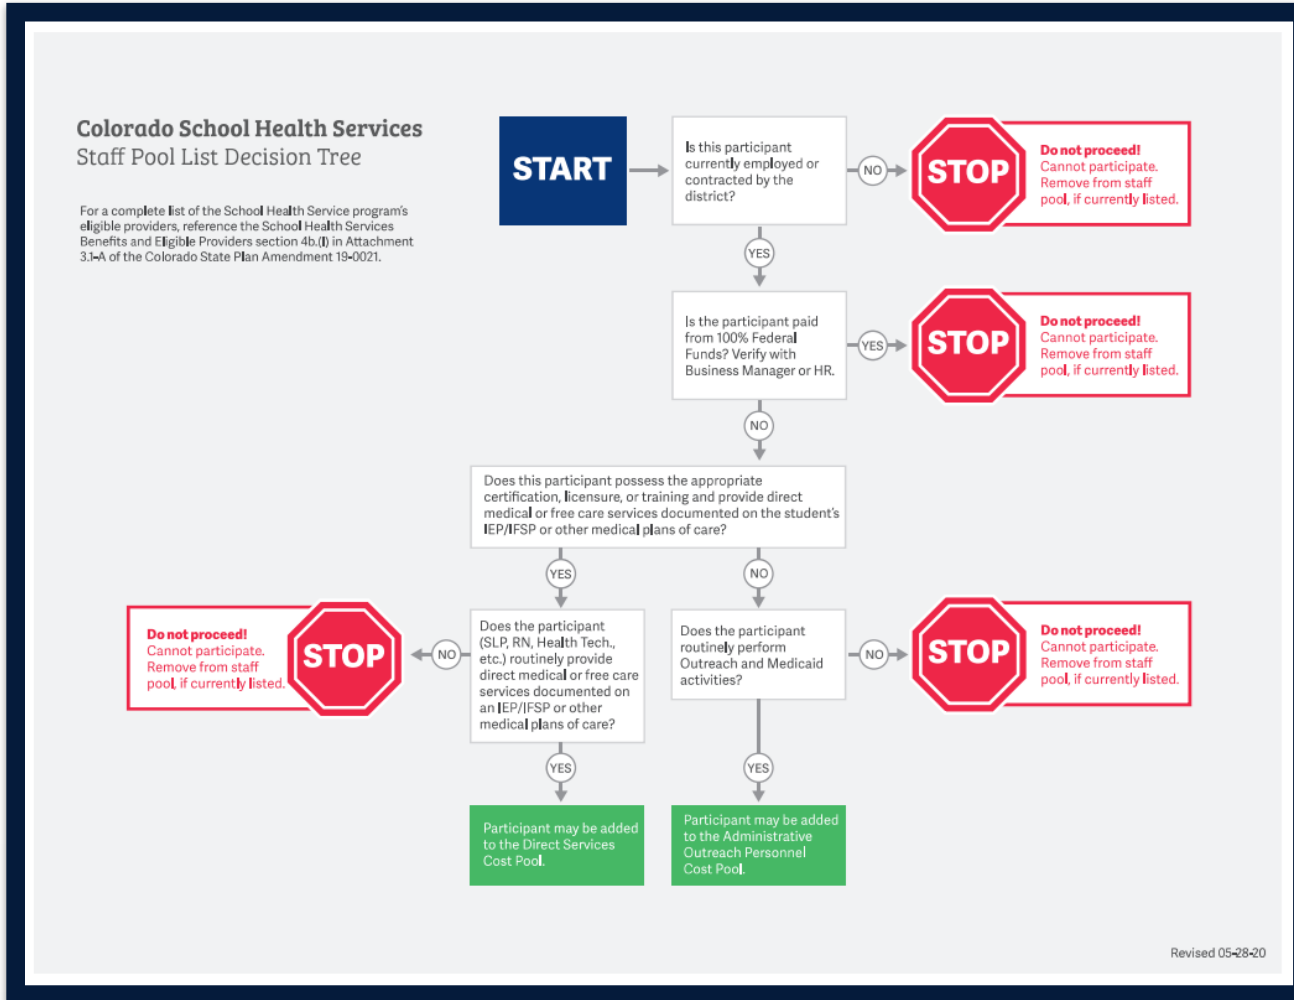 Colorado School Health Services
Staff Pool List Decision Tree
For a complete list of the School Health Service program's
eligible providers, reference the School Health Services
Benefits and Eligible Providers section 4b.(I) in Attachment
3.1-A of the Colorado State Plan Amendment 19-0021.
START
Is this participant
currently employed or
contracted by the
district?
NO
STOP
Do not proceed!
Cannot participate.
Remove from staff
pool, if currently listed.
YES
Is the participant paid
from 100% Federal
Funds? Verify with
Business Manager or HR.
YES
STOP
Do not proceed!
Cannot participate.
Remove from staff
pool, if currently listed.
NO
Does this participant possess the appropriate
certification, licensure, or training and provide direct
medical or free care services documented on the student's
IEP/IFSP or other medical plans of care?
YES
NO
Do not proceed!
Cannot participate.
Remove from staff
pool, if currently listed.
STOP
NO
Does the participant
(SLP, RN, Health Tech.,
etc.) routinely provide
direct medical or free care
services documented on
an IEP/IFSP or other
medical plans of care?
Does the participant
routinely perform
Outreach and Medicaid
activities?
NO
STOP
Do not proceed!
Cannot participate.
Remove from staff
pool, if currently listed.
YES
YES
Participant may be added
to the Direct Services
Cost Pool.
Participant may be added
to the Administrative
Outreach Personnel
Cost Pool.
Revised 05-28-20